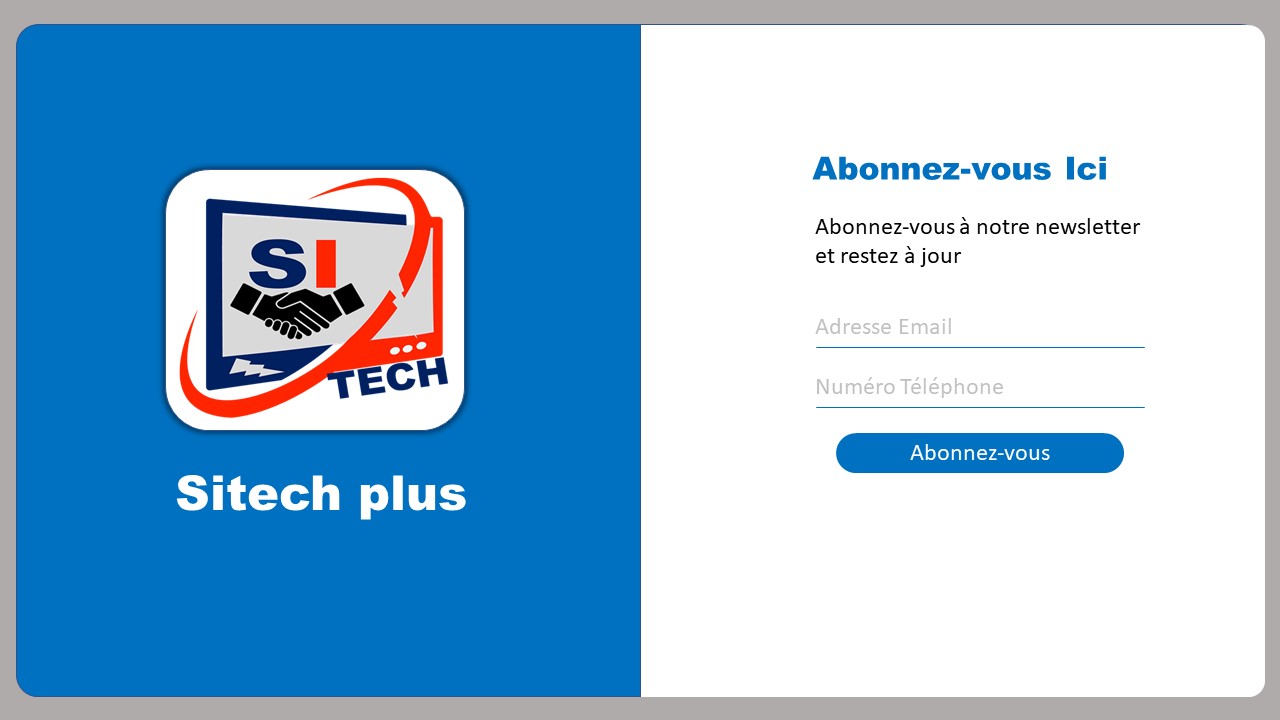 SI
TECH
Sitech plus
Abonnez-vous Ici
Abonnez-vous à notre newsletter
et restez à jour
Adresse Email
Numéro Téléphone
Abonnez-vous